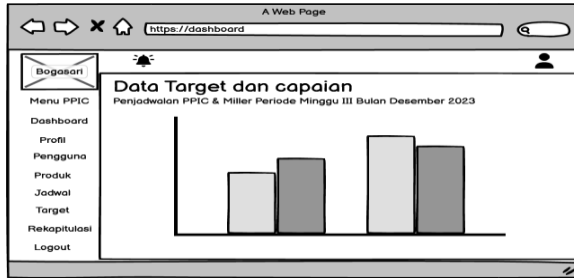 A Web Page
https://dashboard
Bogasari
Data Target dan capaian
Penjadwalan PPIC & Miller Periode Minggu III Bulan Desember 2023
Menu PPIC
Dashboard
Profil
Pengguna
Produk
Jadwal
Target
Rekapitulasi
Logout